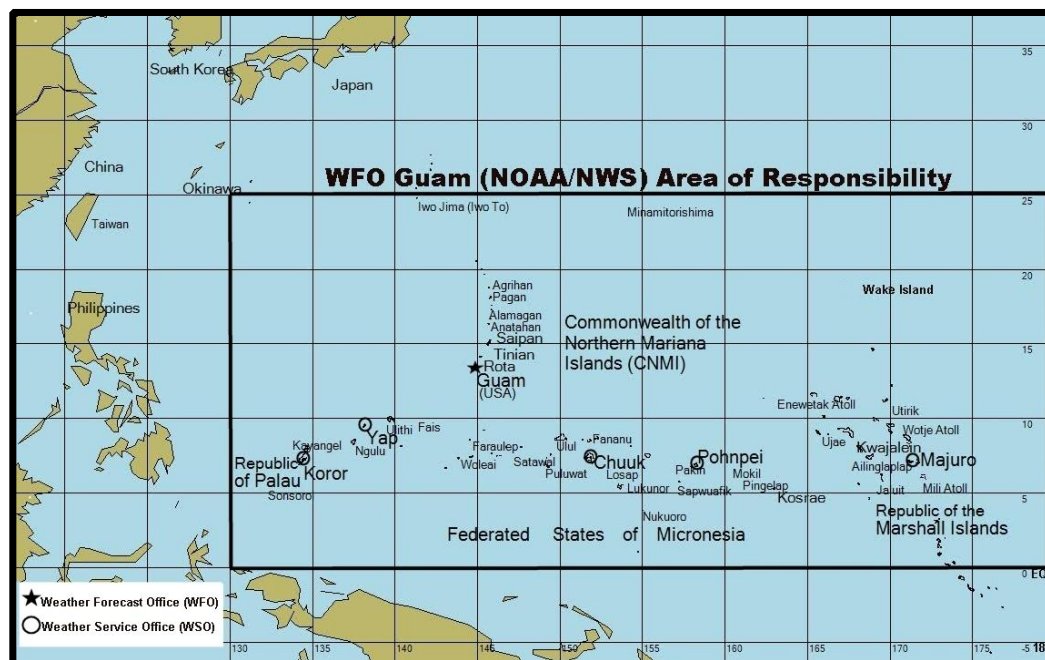 South Korea
Japan
35
30
China
Okinawa
WFO Guam (NOAA/NWS) Area of Responsibility
25
Iwo Jima (Iwo To)
Minamitorishima
Taiwan
20
Agrihan
Pagan
Wake Island
Philippines
Alamagan
Anatahan
Saipan
Commonwealth of the
Northern Mariana
Islands (CNMI)
15
Tinian
Rota
Guam
(USA)
Enewetak Atoll
Utirik
10
Ulithi
Fais
Yap
Ngulu
Kayangel
Faraulep
Ulul
Fananu
Ujae
Wotje Atoll
Kwajalein
Republic
of Palau
Koror
Woleai
Satawal
Puluwat
Chuuk
Losap
Pohnpei
Pakin
Mokil
Ailinglaplap
Majuro
Sonsoro
Lukunor
Sapwuafik
Pingelap
Kosrae
Jaluit
Mili Atoll
5
Nukuoro
Republic of the
Marshall Islands
Federated States of Micronesia
0 EQ
Weather Forecast Office (WFO)
Weather Service Office (WSO)
130
135
140
145
150
155
160
165
170
175
-5 18